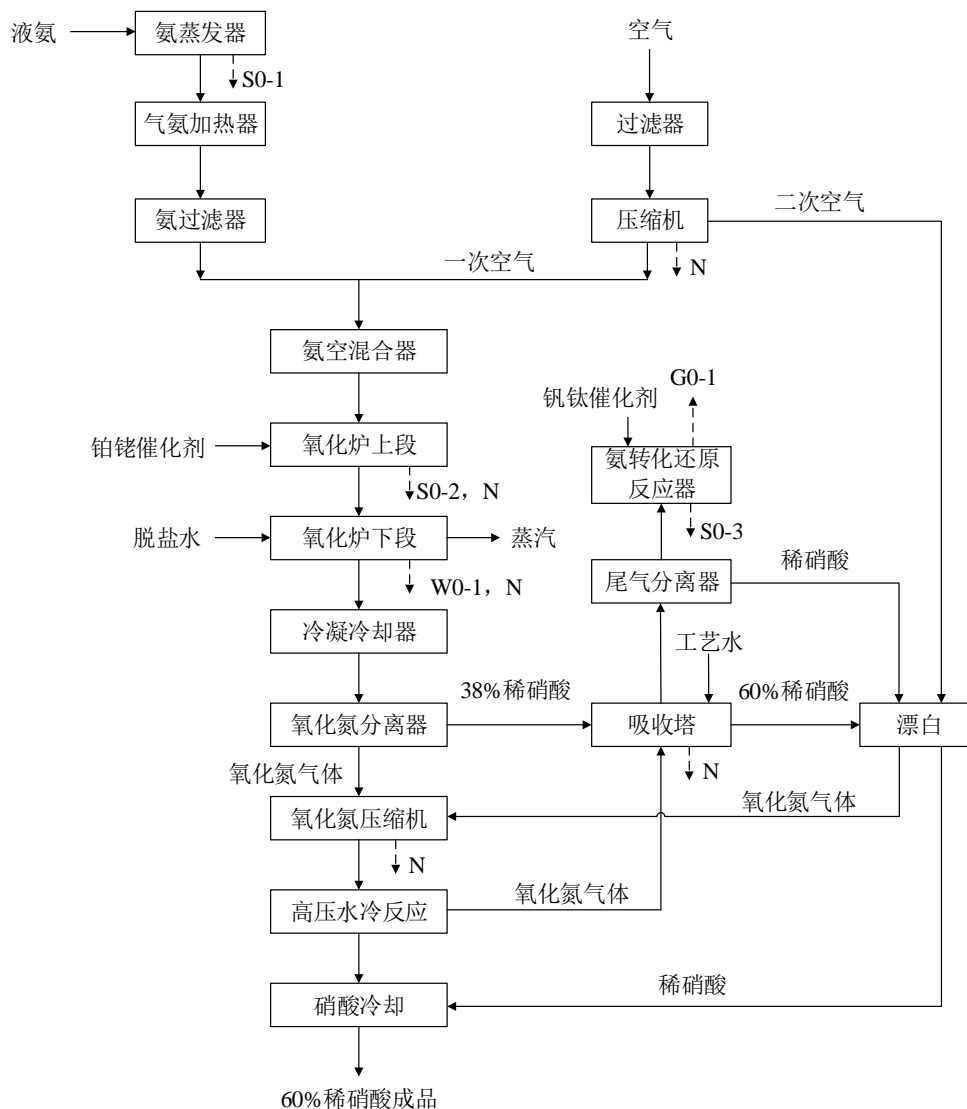 液氨
氨蒸发器
空气
S0-1
气氨加热器
过滤器
氨过滤器
压缩机
二次空气
一次空气
N
氨空混合器
G0-1
钒钛催化剂
铂铑催化剂
氧化炉上段
氨转化还原
反应器
S0-2，N
脱盐水
氧化炉下段
蒸汽
S0-3
稀硝酸
尾气分离器
W0-1，N
冷凝冷却器
工艺水
38%稀硝酸
60%稀硝酸
氧化氮分离器
吸收塔
漂白
氧化氮气体
N
氧化氮气体
氧化氮压缩机
N
氧化氮气体
高压水冷反应
稀硝酸
硝酸冷却
60%稀硝酸成品